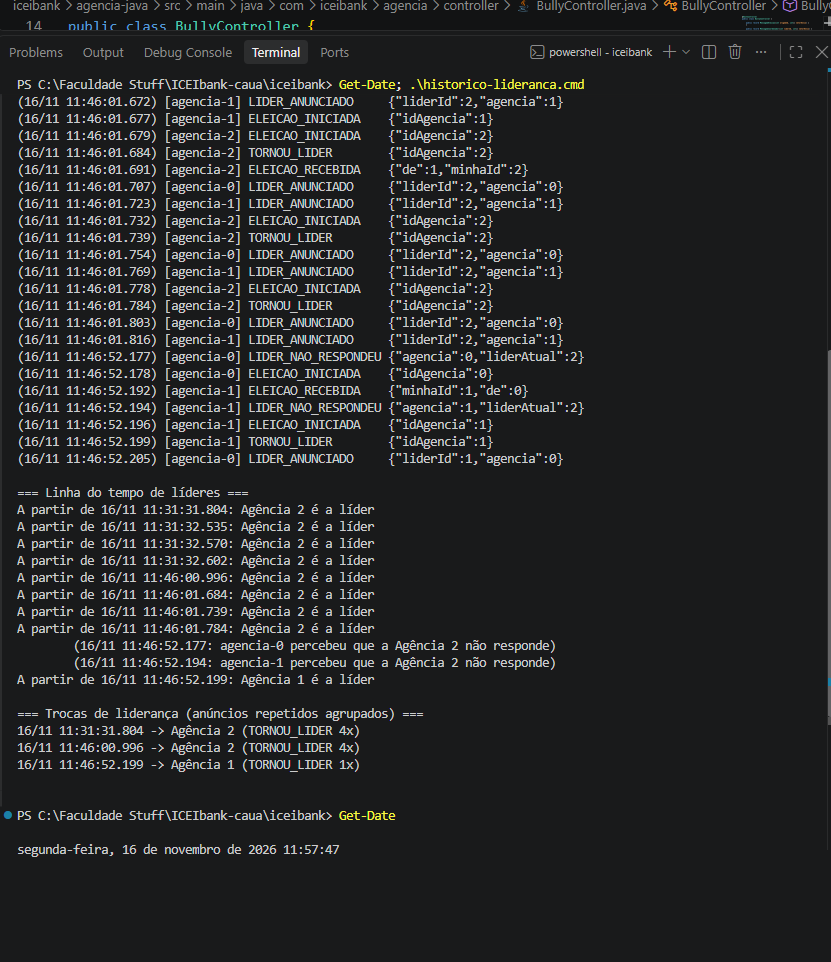 iceibank > agencia-java > src > main > java > com > iceibank > agencia > controller > BullyController.java > BullyController > Bully
14 public class BullyController {
Problems Output Debug Console Terminal Ports powershell - iceibank
PS C:\Faculdade Stuff\ICEIbank-caua\iceibank> Get-Date; .\historico-lideranca.cmd
(16/11 11:46:01.672) [agencia-1] LIDER_ANUNCIADO {"liderId":2,"agencia":1}
(16/11 11:46:01.677) [agencia-1] ELEICAO_INICIADA {"idAgencia":1}
(16/11 11:46:01.679) [agencia-2] ELEICAO_INICIADA {"idAgencia":2}
(16/11 11:46:01.684) [agencia-2] TORNOU_LIDER {"idAgencia":2}
(16/11 11:46:01.691) [agencia-2] ELEICAO_RECEBIDA {"de":1,"minhaId":2}
(16/11 11:46:01.707) [agencia-0] LIDER_ANUNCIADO {"liderId":2,"agencia":0}
(16/11 11:46:01.723) [agencia-1] LIDER_ANUNCIADO {"liderId":2,"agencia":1}
(16/11 11:46:01.732) [agencia-2] ELEICAO_INICIADA {"idAgencia":2}
(16/11 11:46:01.739) [agencia-2] TORNOU_LIDER {"idAgencia":2}
(16/11 11:46:01.754) [agencia-0] LIDER_ANUNCIADO {"liderId":2,"agencia":0}
(16/11 11:46:01.769) [agencia-1] LIDER_ANUNCIADO {"liderId":2,"agencia":1}
(16/11 11:46:01.778) [agencia-2] ELEICAO_INICIADA {"idAgencia":2}
(16/11 11:46:01.784) [agencia-2] TORNOU_LIDER {"idAgencia":2}
(16/11 11:46:01.803) [agencia-0] LIDER_ANUNCIADO {"liderId":2,"agencia":0}
(16/11 11:46:01.816) [agencia-1] LIDER_ANUNCIADO {"liderId":2,"agencia":1}
(16/11 11:46:52.177) [agencia-0] LIDER_NAO_RESPONDEU {"agencia":0,"liderAtual":2}
(16/11 11:46:52.178) [agencia-0] ELEICAO_INICIADA {"idAgencia":0}
(16/11 11:46:52.192) [agencia-1] ELEICAO_RECEBIDA {"minhaId":1,"de":0}
(16/11 11:46:52.194) [agencia-1] LIDER_NAO_RESPONDEU {"agencia":1,"liderAtual":2}
(16/11 11:46:52.196) [agencia-1] ELEICAO_INICIADA {"idAgencia":1}
(16/11 11:46:52.199) [agencia-1] TORNOU_LIDER {"idAgencia":1}
(16/11 11:46:52.205) [agencia-0] LIDER_ANUNCIADO {"liderId":1,"agencia":0}
=== Linha do tempo de líderes ===
A partir de 16/11 11:31:31.804: Agência 2 é a líder
A partir de 16/11 11:31:32.535: Agência 2 é a líder
A partir de 16/11 11:31:32.570: Agência 2 é a líder
A partir de 16/11 11:31:32.602: Agência 2 é a líder
A partir de 16/11 11:46:00.996: Agência 2 é a líder
A partir de 16/11 11:46:01.684: Agência 2 é a líder
A partir de 16/11 11:46:01.739: Agência 2 é a líder
A partir de 16/11 11:46:01.784: Agência 2 é a líder
(16/11 11:46:52.177: agencia-0 percebeu que a Agência 2 não responde)
(16/11 11:46:52.194: agencia-1 percebeu que a Agência 2 não responde)
A partir de 16/11 11:46:52.199: Agência 1 é a líder
=== Trocas de liderança (anúncios repetidos agrupados) ===
16/11 11:31:31.804 -> Agência 2 (TORNOU_LIDER 4x)
16/11 11:46:00.996 -> Agência 2 (TORNOU_LIDER 4x)
16/11 11:46:52.199 -> Agência 1 (TORNOU_LIDER 1x)
PS C:\Faculdade Stuff\ICEIbank-caua\iceibank> Get-Date
segunda-feira, 16 de novembro de 2026 11:57:47